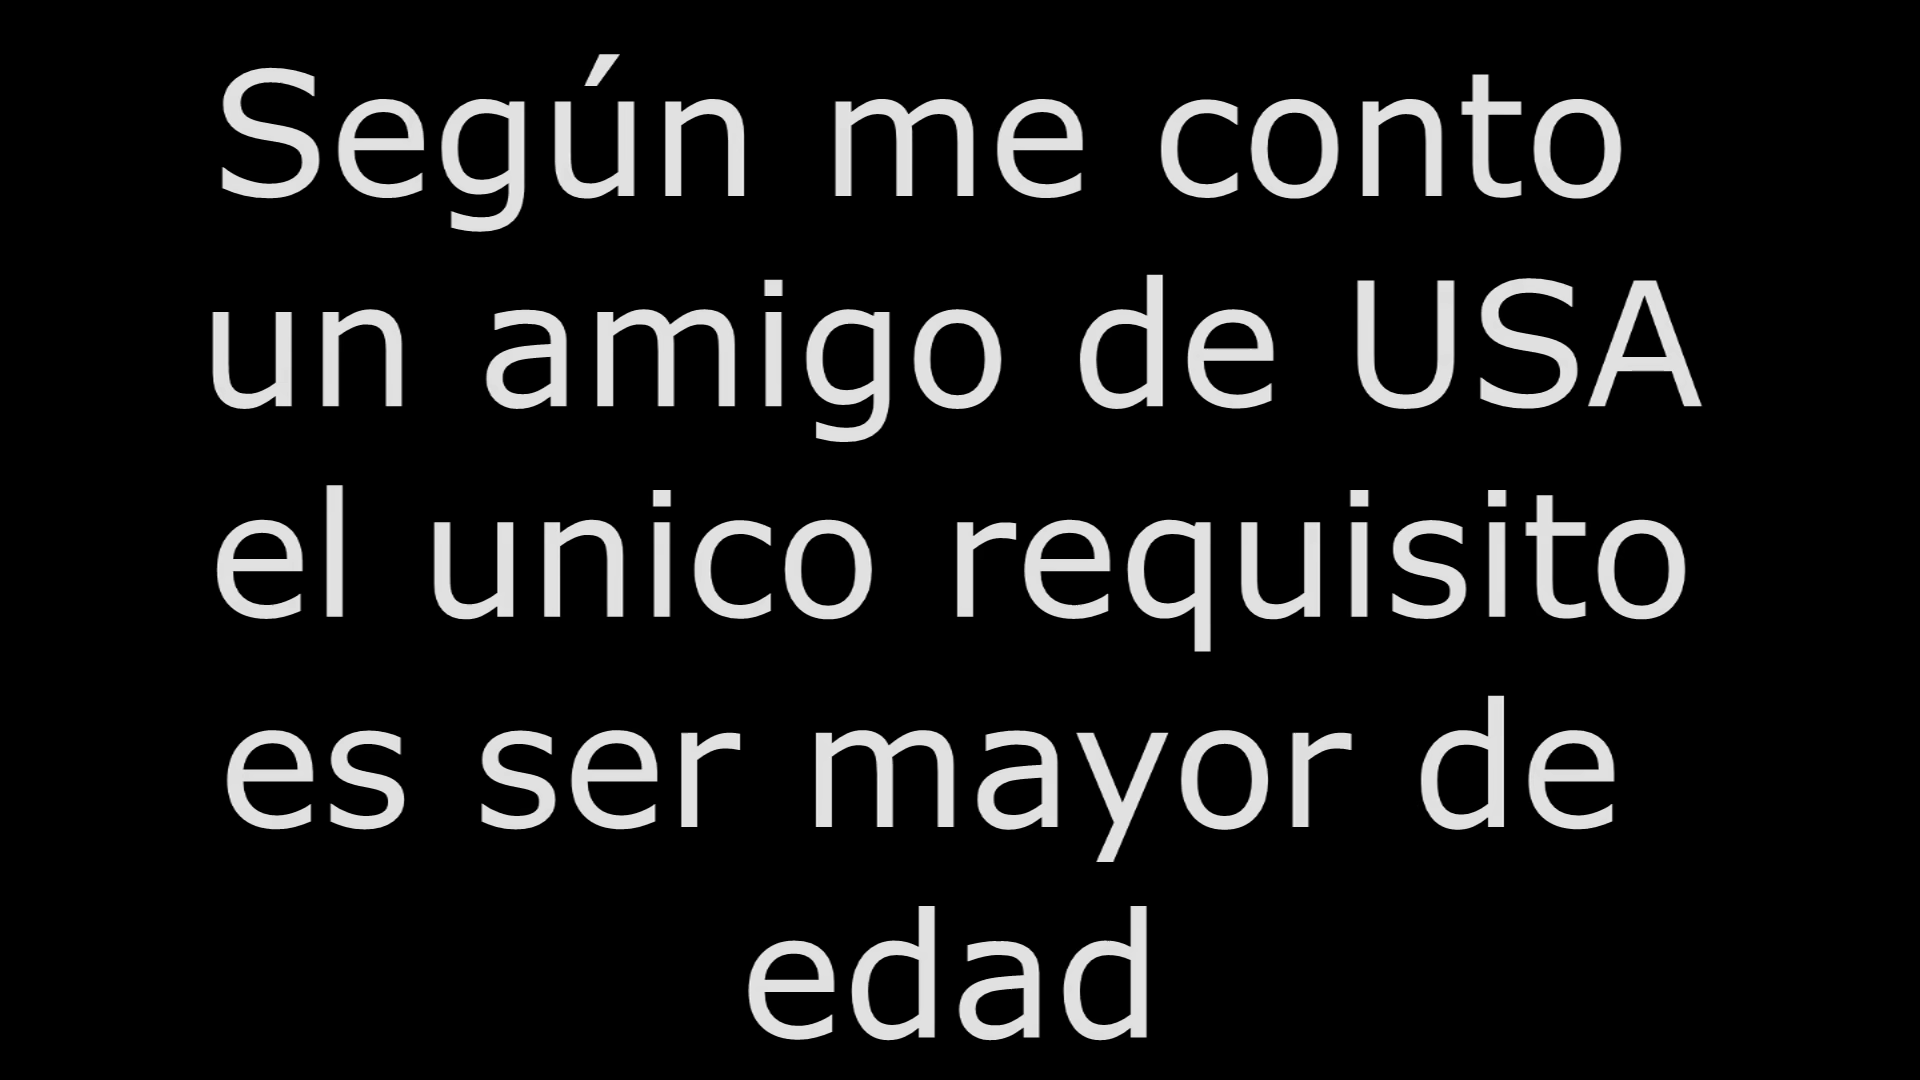 Según me conto
un amigo de USA
el unico requisito
es ser mayor de
edad